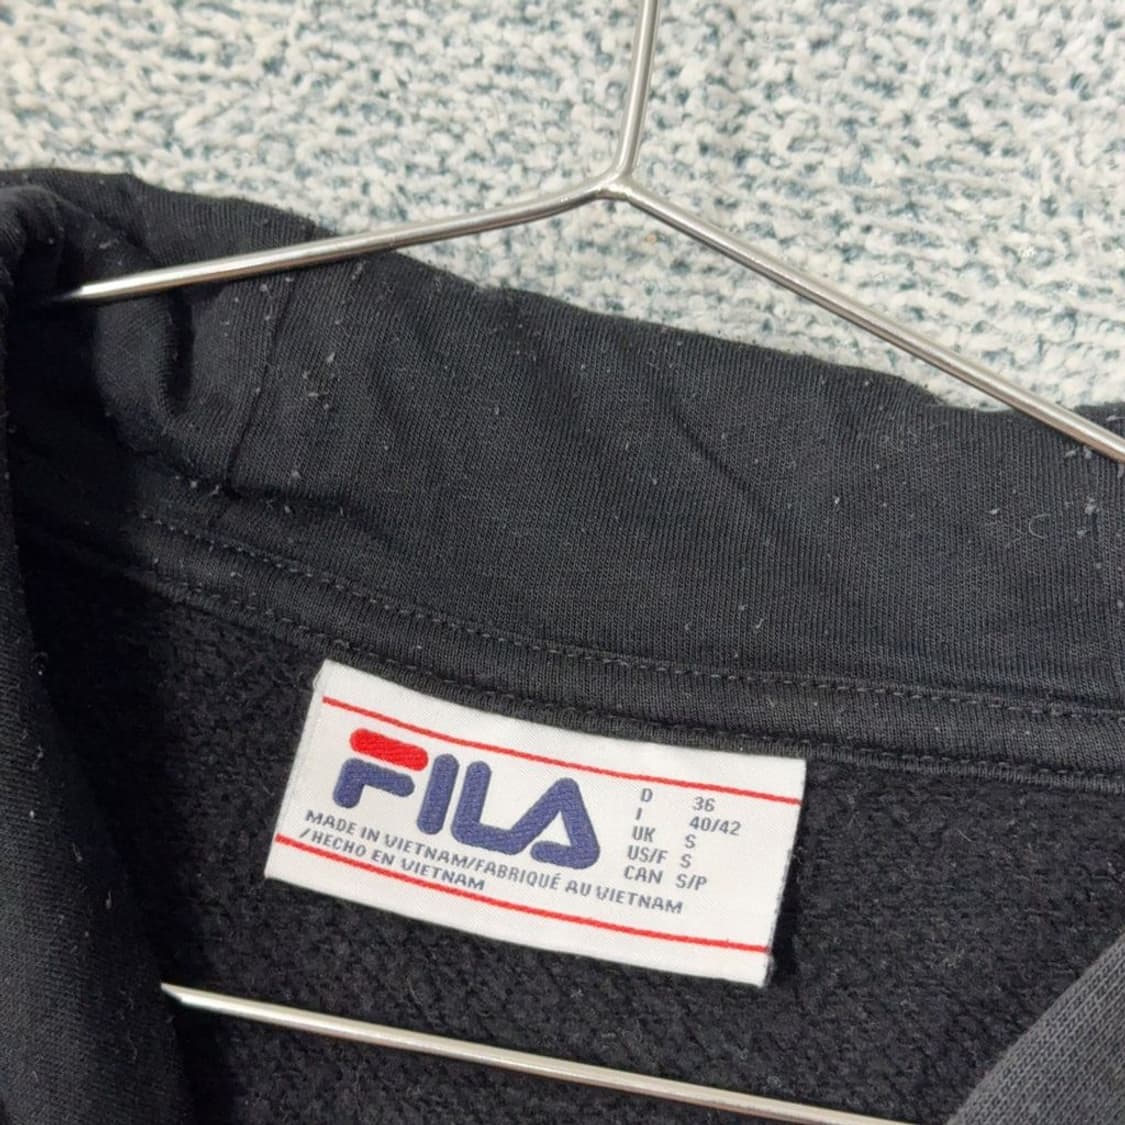 FILA
MADE IN VIETNAM/FABRIQUÉ AU VIETNAM
/HECHO EN VIETNAM
D 36
I 40/42
UK S
US/F S
CAN S/P